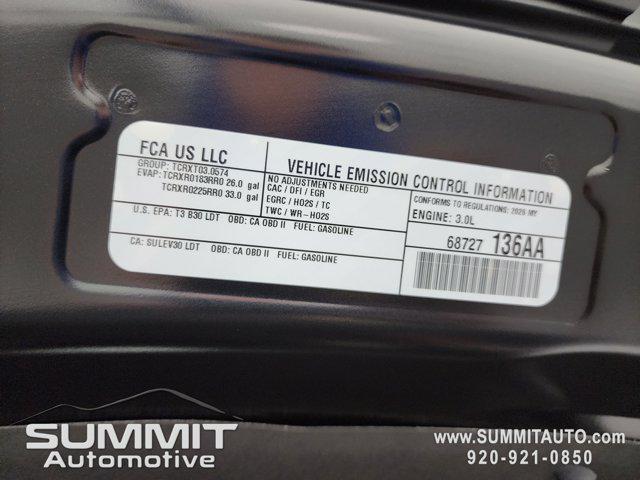 FCA US LLC
GROUP: TCRXT03.0574
EVAP: TCRXR0183RR0 26.0 gal
TCRXR0225RR0 33.0 gal
U.S. EPA: T3 B30 LDT OBD: CA OBD II FUEL: GASOLINE
CA: SULEV30 LDT OBD: CA OBD II FUEL: GASOLINE
VEHICLE EMISSION CONTROL INFORMATION
NO ADJUSTMENTS NEEDED
CAC / DFI / EGR
EGRC / HO2S / TC
TWC / WR-HO2S
CONFORMS TO REGULATIONS: 2026 MY
ENGINE: 3.0L
68727 136AA
SUMMIT
Automotive
WWW.SUMMITAUTO.COM
920-921-0850